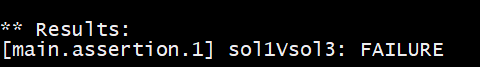 ** Results:
[main.assertion.1] sol1Vsol3: FAILURE